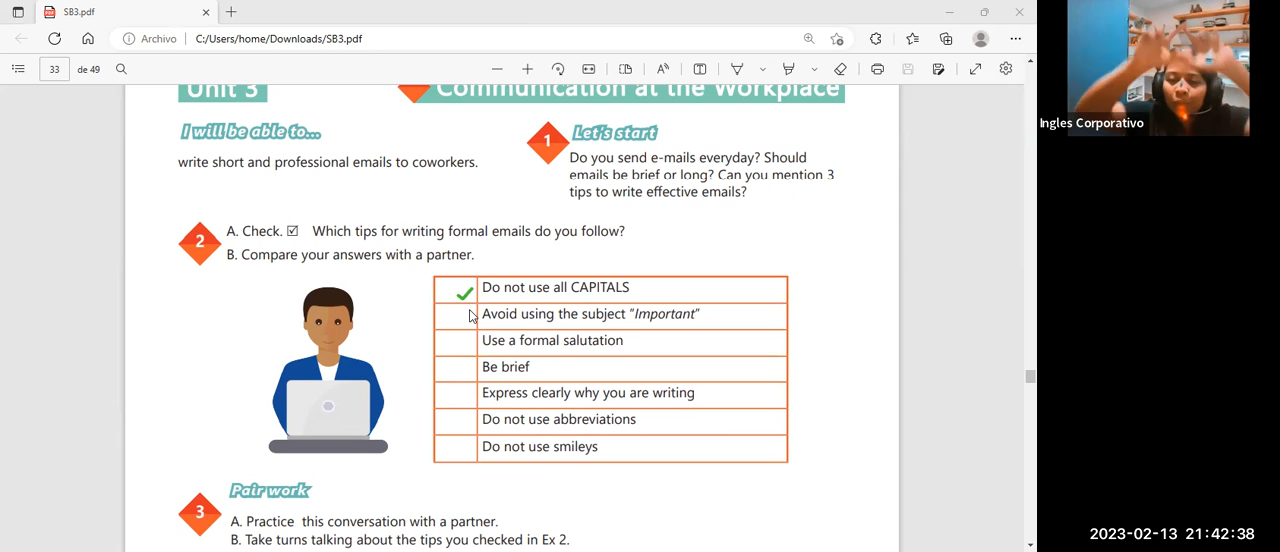 SB3.pdf
Archivo
C:/Users/home/Downloads/SB3.pdf
33
de 49
Unit 3
Communication at the Workplace
I will be able to...
write short and professional emails to coworkers.
1
Let's start
Do you send e-mails everyday? Should
emails be brief or long? Can you mention 3
tips to write effective emails?
2
A. Check. ☑ Which tips for writing formal emails do you follow?
B. Compare your answers with a partner.
Do not use all CAPITALS
Avoid using the subject "Important"
Use a formal salutation
Be brief
Express clearly why you are writing
Do not use abbreviations
Do not use smileys
3
Pair work
A. Practice this conversation with a partner.
B. Take turns talking about the tips you checked in Ex 2.
Ingles Corporativo
2023-02-13 21:42:38